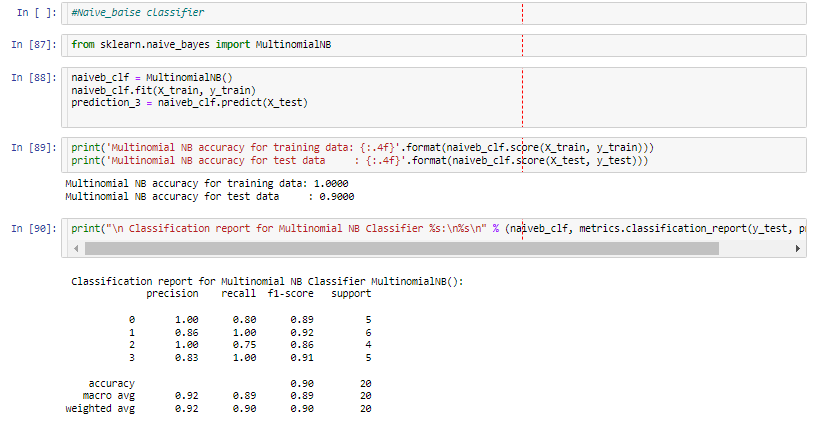 In [ ]: #Naive_baise classifier
In [87]: from sklearn.naive_bayes import MultinomialNB
In [88]: naiveb_clf = MultinomialNB()
naiveb_clf.fit(X_train, y_train)
prediction_3 = naiveb_clf.predict(X_test)
In [89]: print('Multinomial NB accuracy for training data: {:.4f}'.format(naiveb_clf.score(X_train, y_train)))
print('Multinomial NB accuracy for test data     : {:.4f}'.format(naiveb_clf.score(X_test, y_test)))
Multinomial NB accuracy for training data: 1.0000
Multinomial NB accuracy for test data     : 0.9000
In [90]: print("\n Classification report for Multinomial NB Classifier %s:\n%s\n" % (naiveb_clf, metrics.classification_report(y_test, p
Classification report for Multinomial NB Classifier MultinomialNB():
precision    recall  f1-score   support
0       1.00      0.80      0.89         5
1       0.86      1.00      0.92         6
2       1.00      0.75      0.86         4
3       0.83      1.00      0.91         5
accuracy                           0.90        20
macro avg       0.92      0.89      0.89        20
weighted avg       0.92      0.90      0.90        20